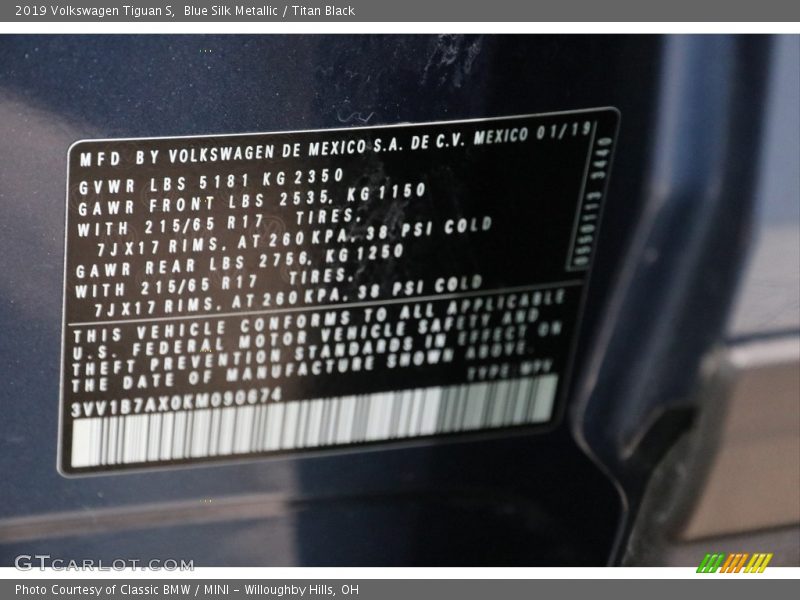 2019 Volkswagen Tiguan S,  Blue Silk Metallic / Titan Black
MFD BY VOLKSWAGEN DE MEXICO S.A. DE C.V. MEXICO 01/19
GVWR LBS 5181 KG 2350
GAWR FRONT LBS 2535, KG 1150
WITH 215/65 R17 TIRES,
7JX17 RIMS, AT 260 KPA, 38 PSI COLD
GAWR REAR LBS 2756, KG 1250
WITH 215/65 R17 TIRES,
7JX17 RIMS, AT 260 KPA, 38 PSI COLD
THIS VEHICLE CONFORMS TO ALL APPLICABLE
U.S. FEDERAL MOTOR VEHICLE SAFETY AND
THEFT PREVENTION STANDARDS IN EFFECT ON
THE DATE OF MANUFACTURE SHOWN ABOVE.
TYPE: MPV
3VV1B7AX0KM090674
GTcarlot.com
Photo Courtesy of Classic BMW / MINI - Willoughby Hills, OH